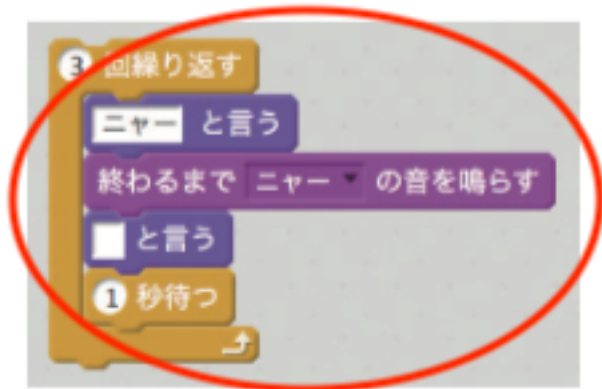 3 回繰り返す
ニャー と言う
終わるまで ニャー の音を鳴らす
と言う
1 秒待つ